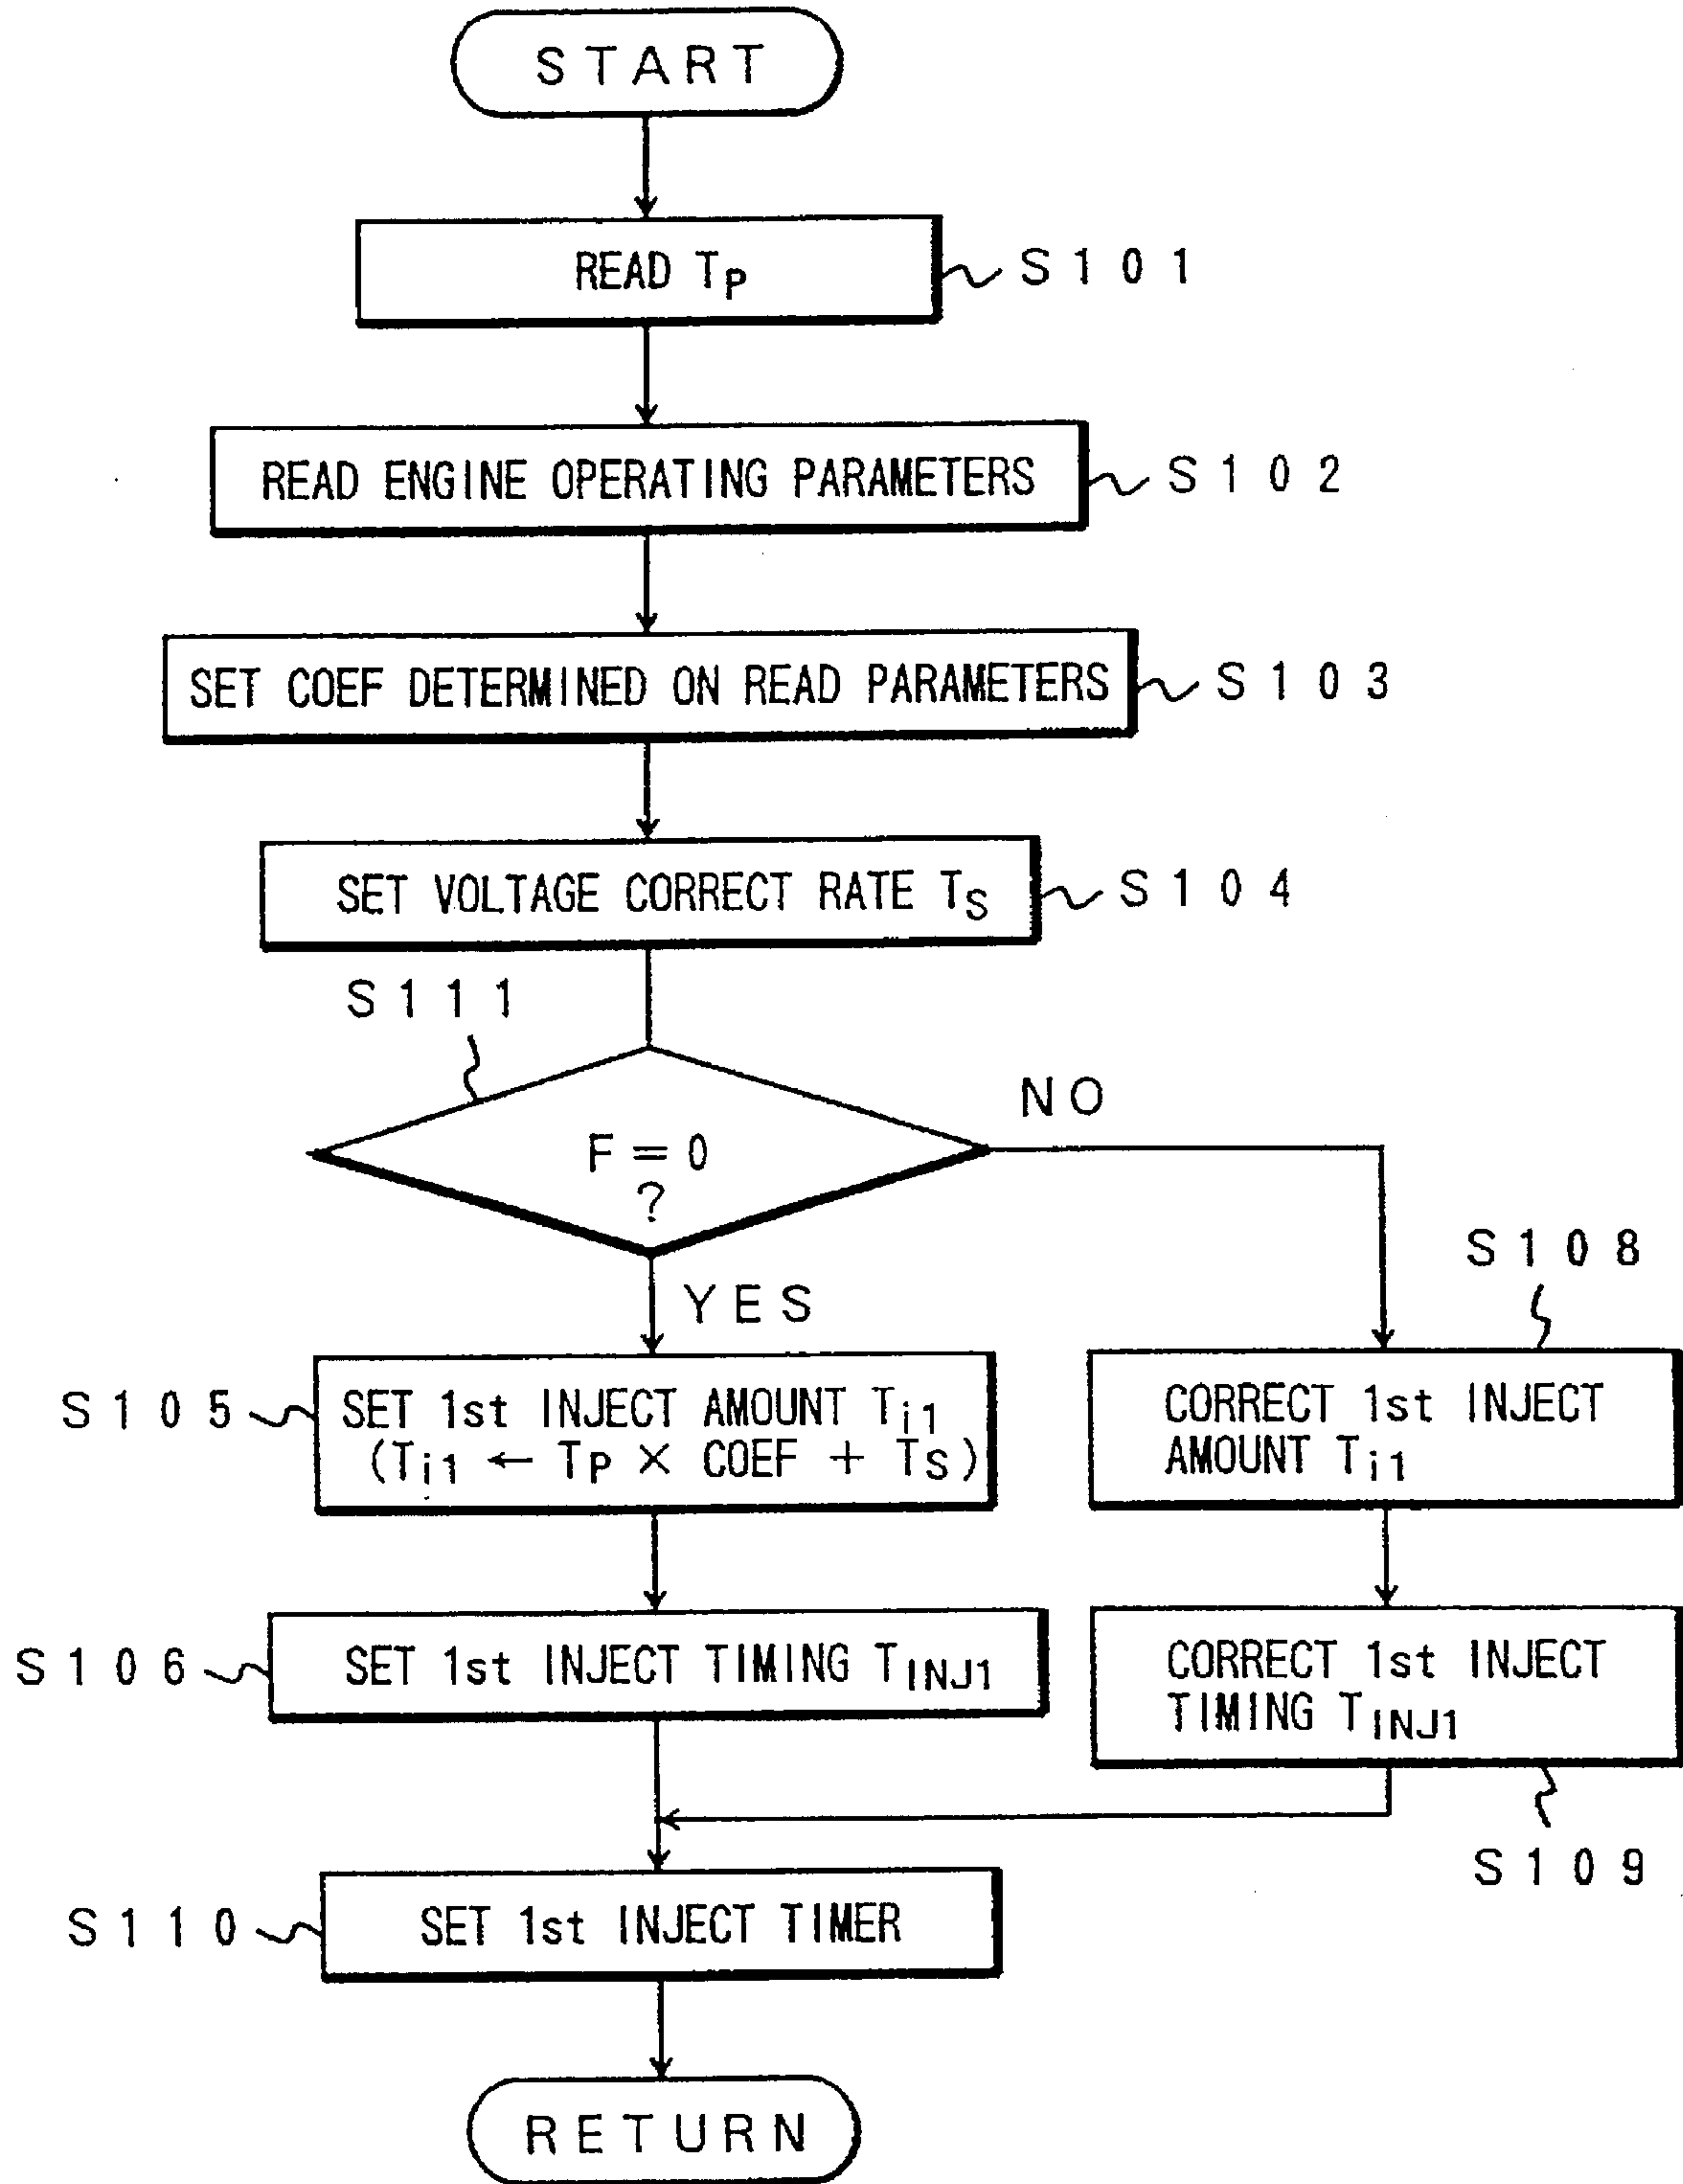 START
READ TP
S101
READ ENGINE OPERATING PARAMETERS
S102
SET COEF DETERMINED ON READ PARAMETERS
S103
SET VOLTAGE CORRECT RATE TS
S104
S111
F=0
?
NO
YES
S105
SET 1st INJECT AMOUNT Ti1
(Ti1 ← TP × COEF + TS)
S108
CORRECT 1st INJECT
AMOUNT Ti1
S106
SET 1st INJECT TIMING TINJ1
CORRECT 1st INJECT
TIMING TINJ1
S109
S110
SET 1st INJECT TIMER
RETURN